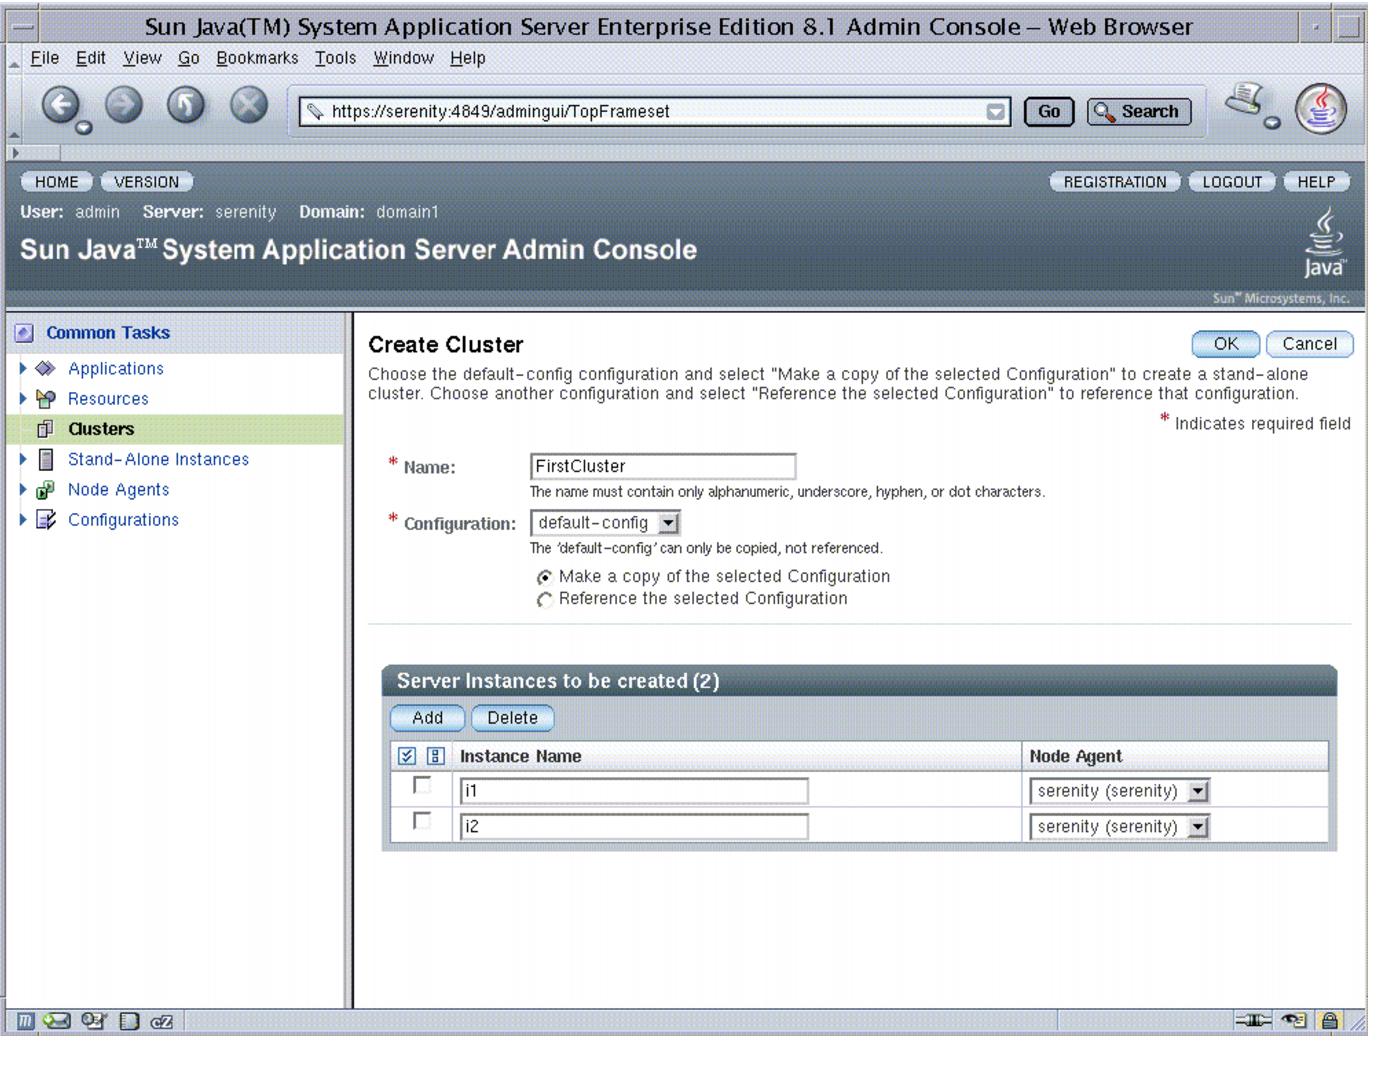 Sun Java(TM) System Application Server Enterprise Edition 8.1 Admin Console – Web Browser
File Edit View Go Bookmarks Tools Window Help
https://serenity:4849/admingui/TopFrameset Go Search
HOME VERSION REGISTRATION LOGOUT HELP
User: admin Server: serenity Domain: domain1
Sun Java™ System Application Server Admin Console
Java™
Sun™ Microsystems, Inc.
Common Tasks
Applications
Resources
Clusters
Stand-Alone Instances
Node Agents
Configurations
Create Cluster OK Cancel
Choose the default-config configuration and select "Make a copy of the selected Configuration" to create a stand-alone
cluster. Choose another configuration and select "Reference the selected Configuration" to reference that configuration.
* Indicates required field
* Name: FirstCluster
The name must contain only alphanumeric, underscore, hyphen, or dot characters.
* Configuration: default-config
The 'default-config' can only be copied, not referenced.
Make a copy of the selected Configuration
Reference the selected Configuration
Server Instances to be created (2)
Add Delete
Instance Name Node Agent
i1 serenity (serenity)
i2 serenity (serenity)